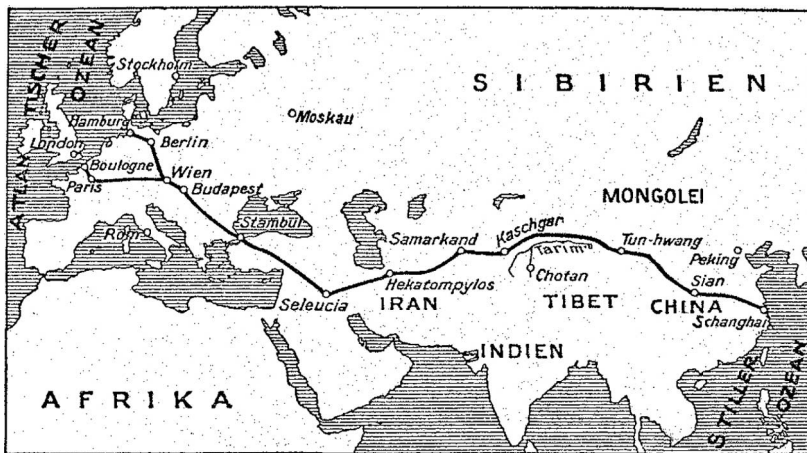 ATLANTISCHER
OZEAN
Stockholm
SIBIRIEN
Moskau
Hamburg
London
Berlin
Boulogne
Paris
Wien
Budapest
MONGOLEI
Rom
Stambul
Samarkand
Kaschgar
Tarim
Tun-hwang
Peking
Chotan
Sian
Seleucia
Hekatompylos
IRAN
TIBET
CHINA
Schanghai
INDIEN
AFRIKA
STILLER
OZEAN